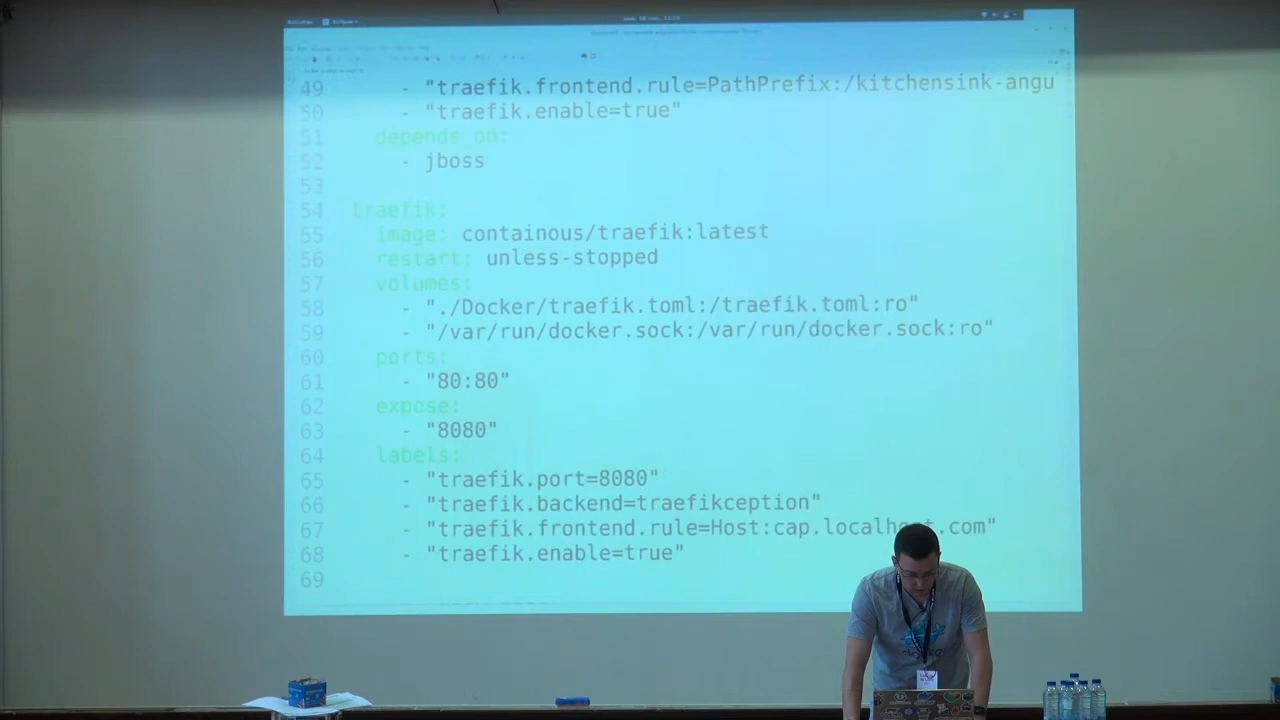 49 - "traefik.frontend.rule=PathPrefix:/kitchensink-angu
50 - "traefik.enable=true"
51 depends_on:
52 - jboss
53
54 traefik:
55 image: containous/traefik:latest
56 restart: unless-stopped
57 volumes:
58 - "./Docker/traefik.toml:/traefik.toml:ro"
59 - "/var/run/docker.sock:/var/run/docker.sock:ro"
60 ports:
61 - "80:80"
62 expose:
63 - "8080"
64 labels:
65 - "traefik.port=8080"
66 - "traefik.backend=traefikception"
67 - "traefik.frontend.rule=Host:cap.localhost.com"
68 - "traefik.enable=true"
69